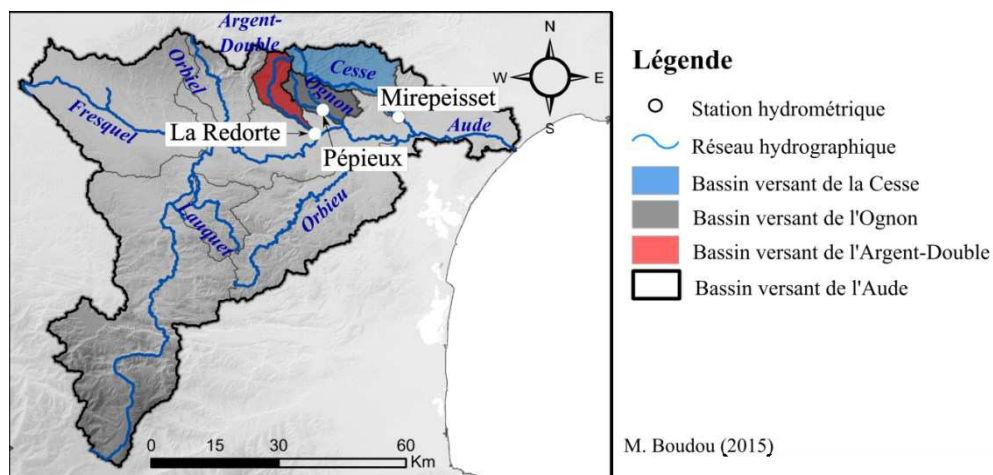 Argent-
Double
Orbiel
Cesse
Ognon
Fresquel
Mirepeisset
La Redorte
Aude
Pépieux
Orbieu
Lauquet
N
W
E
S
0 15 30 60
Km
Légende
Station hydrométrique
Réseau hydrographique
Bassin versant de la Cesse
Bassin versant de l'Ognon
Bassin versant de l'Argent-Double
Bassin versant de l'Aude
M. Boudou (2015)